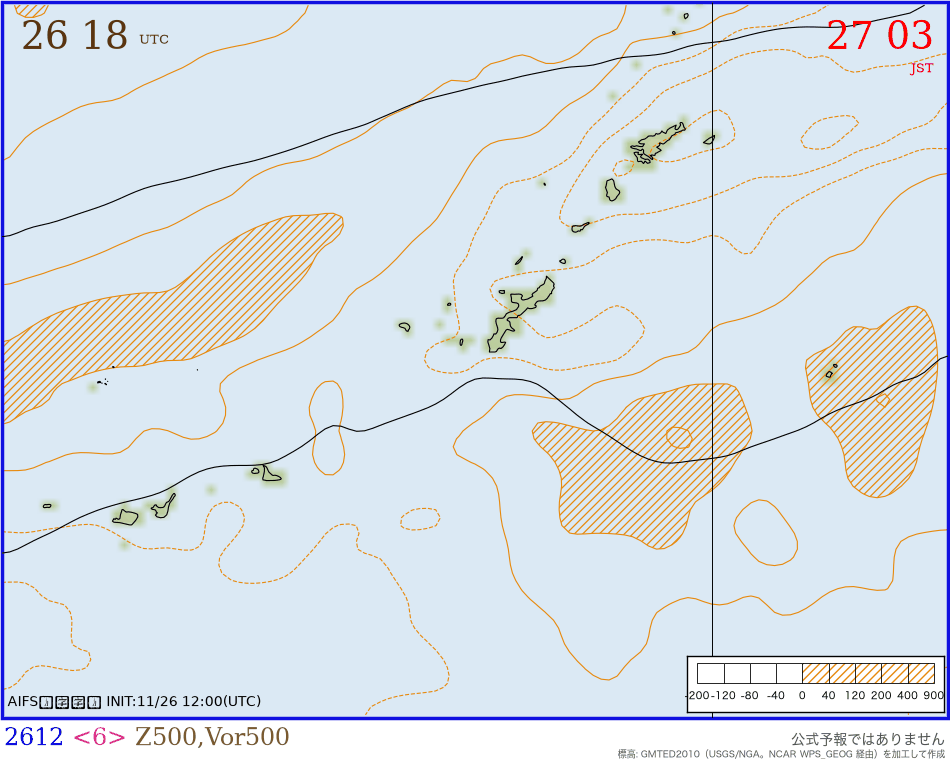 26 18 UTC
27 03
JST
-200 -120 -80 -40 0 40 120 200 400 900
AIFS INIT:11/26 12:00(UTC)
2612 <6> Z500,Vor500
公式予報ではありません
標高: GMTED2010（USGS/NGA。NCAR WPS_GEOG 経由）を加工して作成